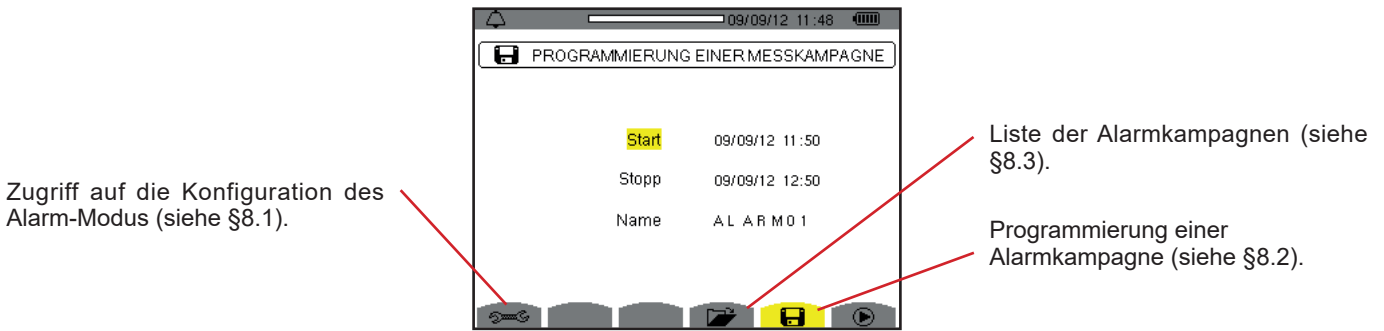 09/09/12 11:48
PROGRAMMIERUNG EINER MESSKAMPAGNE
Start 09/09/12 11:50
Stopp 09/09/12 12:50
Name ALARM01
Zugriff auf die Konfiguration des
Alarm-Modus (siehe §8.1).
Liste der Alarmkampagnen (siehe
§8.3).
Programmierung einer
Alarmkampagne (siehe §8.2).